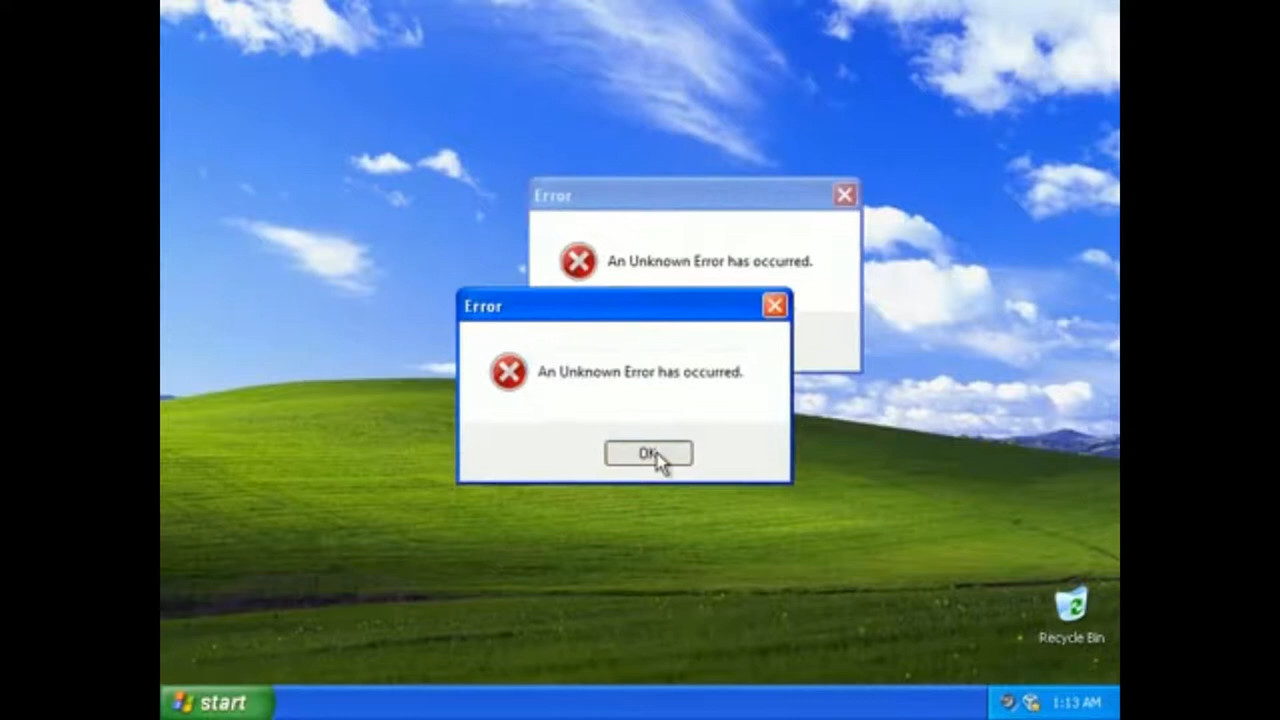 Error
An Unknown Error has occurred.
Error
An Unknown Error has occurred.
OK
Recycle Bin
start
1:13 AM